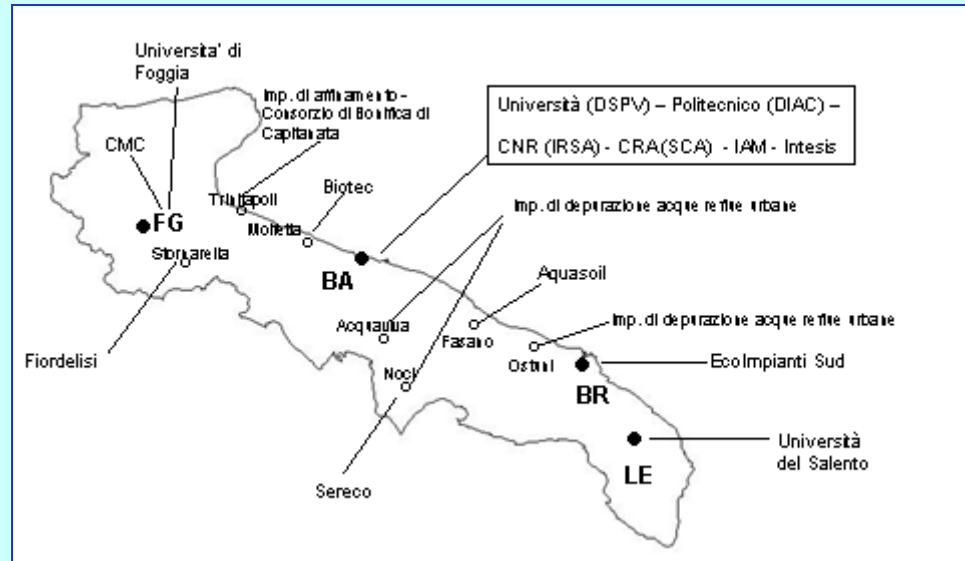 Universita' di
Foggia
Imp. di affinamento -
Consorzio di Bonifica di
Capitanata
CMC
Università (DSPV) – Politecnico (DIAC) –
CNR (IRSA) - CRA(SCA) - IAM - Intesis
Trinitapoli
Biotec
Molfetta
Imp. di depurazione acque reflue urbane
FG
Stornarella
BA
Aquasoil
Acquaviva
Fasano
Imp. di depurazione acque reflue urbane
Fiordelisi
Ostuni
EcoImpianti Sud
Noci
BR
Università
del Salento
LE
Sereco